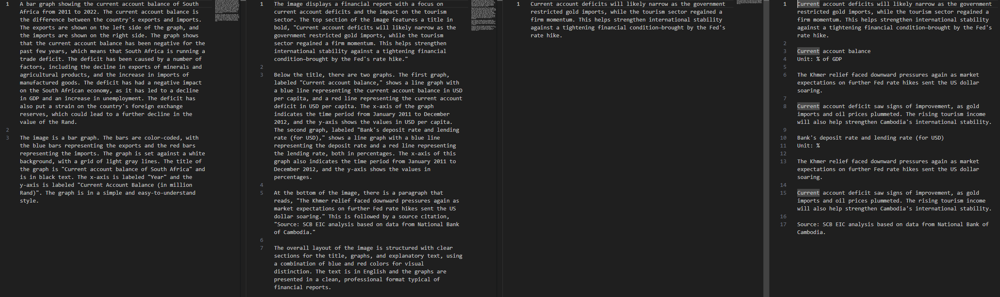 1 A bar graph showing the current account balance of South
Africa from 2011 to 2022. The current account balance is
the difference between the country's exports and imports.
The exports are shown on the left side of the graph, and
the imports are shown on the right side. The graph shows
that the current account balance has been negative for the
past few years, which means that South Africa is running a
trade deficit. The deficit has been caused by a number of
factors, including the decline in exports of minerals and
agricultural products, and the increase in imports of
manufactured goods. The deficit has had a negative impact
on the South African economy, as it has led to a decline
in GDP and an increase in unemployment. The deficit has
also put a strain on the country's foreign exchange
reserves, which could lead to a further decline in the
value of the Rand.
2
3 The image is a bar graph. The bars are color-coded, with
the blue bars representing the exports and the red bars
representing the imports. The graph is set against a white
background, with a grid of light gray lines. The title of
the graph is "Current account balance of South Africa" and
is in black text. The x-axis is labeled "Year" and the
y-axis is labeled "Current Account Balance (in million
Rand)". The graph is in a simple and easy-to-understand
style.
1 The image displays a financial report with a focus on
current account deficits and the impact on the tourism
sector. The top section of the image features a title in
bold, "Current account deficits will likely narrow as the
government restricted gold imports, while the tourism
sector regained a firm momentum. This helps strengthen
international stability against a tightening financial
condition—brought by the Fed's rate hike."
2
3 Below the title, there are two graphs. The first graph,
labeled "Current account balance," shows a line graph with
a blue line representing the current account balance in USD
per capita, and a red line representing the current account
deficit in USD per capita. The x-axis of the graph
indicates the time period from January 2011 to December
2012, and the y-axis shows the values in USD per capita.
The second graph, labeled "Bank's deposit rate and lending
rate (for USD)," shows a line graph with a blue line
representing the deposit rate and a red line representing
the lending rate, both in percentages. The x-axis of this
graph also indicates the time period from January 2011 to
December 2012, and the y-axis shows the values in
percentages.
4
5 At the bottom of the image, there is a paragraph that
reads, "The Khmer relief faced downward pressures again as
market expectations on further Fed rate hikes sent the US
dollar soaring." This is followed by a source citation,
"Source: SCB EIC analysis based on data from National Bank
of Cambodia."
6
7 The overall layout of the image is structured with clear
sections for the title, graphs, and explanatory text, using
a combination of blue and red colors for visual
distinction. The text is in English and the graphs are
presented in a clean, professional format typical of
financial reports.
1 Current account deficits will likely narrow as the government
restricted gold imports, while the tourism sector regained a
firm momentum. This helps strengthen international stability
against a tightening financial condition—brought by the Fed's
rate hike.
1 Current account deficits will likely narrow as the government
restricted gold imports, while the tourism sector regained a
firm momentum. This helps strengthen international stability
against a tightening financial condition—brought by the Fed's
rate hike.
2
3 Current account balance
4 Unit: % of GDP
5
6 The Khmer relief faced downward pressures again as market
expectations on further Fed rate hikes sent the US dollar
soaring.
7
8 Current account deficit saw signs of improvement, as gold
imports and oil prices plummeted. The rising tourism income
will also help strengthen Cambodia's international stability.
9
10 Bank's deposit rate and lending rate (for USD)
11 Unit: %
12
13 The Khmer relief faced downward pressures again as market
expectations on further Fed rate hikes sent the US dollar
soaring.
14
15 Current account deficit saw signs of improvement, as gold
imports and oil prices plummeted. The rising tourism income
will also help strengthen Cambodia's international stability.
16
17 Source: SCB EIC analysis based on data from National Bank of
Cambodia.